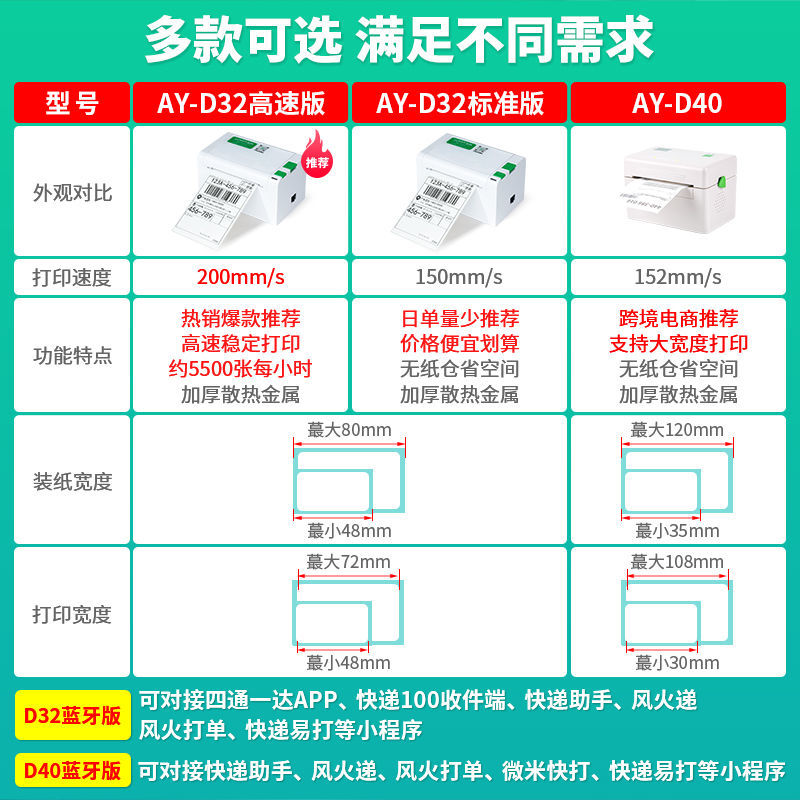 多款可选 满足不同需求
型号 AY-D32高速版 AY-D32标准版 AY-D40
外观对比
推荐
123A-456-789
456-789
123A-456-789
456-789
打印速度 200mm/s 150mm/s 152mm/s
功能特点
热销爆款推荐
高速稳定打印
约5500张每小时
加厚散热金属
日单量少推荐
价格便宜划算
无纸仓省空间
加厚散热金属
跨境电商推荐
支持大宽度打印
无纸仓省空间
加厚散热金属
装纸宽度
蕞大80mm
蕞小48mm
蕞大120mm
蕞小35mm
打印宽度
蕞大72mm
蕞小48mm
蕞大108mm
蕞小30mm
D32蓝牙版
可对接四通一达APP、快递100收件端、快递助手、风火递
风火打单、快递易打等小程序
D40蓝牙版
可对接快递助手、风火递、风火打单、微米快打、快递易打等小程序